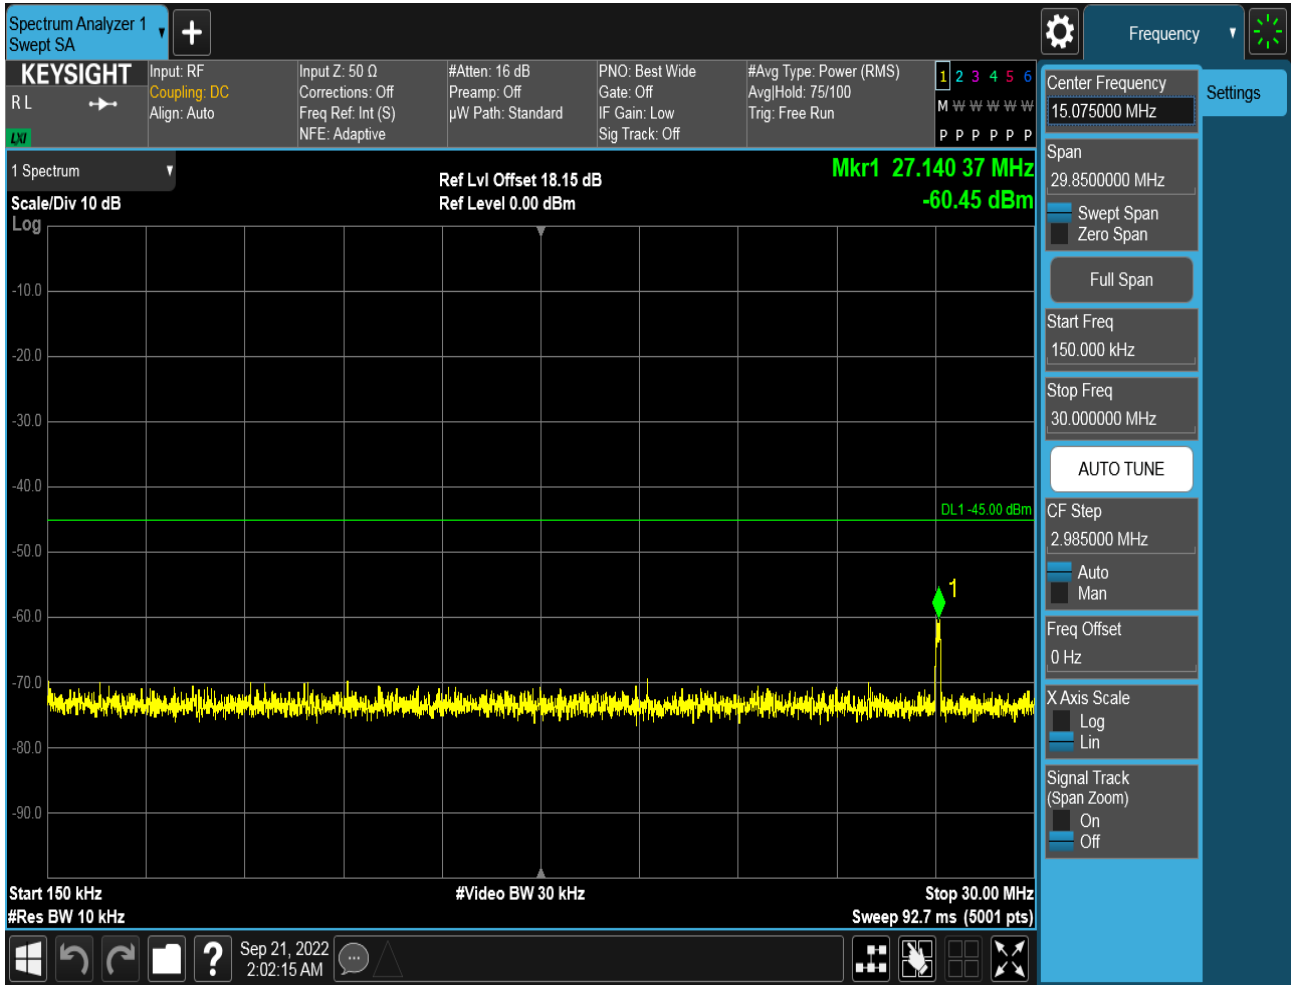 Spectrum Analyzer 1
Swept SA
Frequency
KEYSIGHT
R L
LXI
Input: RF
Coupling: DC
Align: Auto
Input Z: 50 Ω
Corrections: Off
Freq Ref: Int (S)
NFE: Adaptive
#Atten: 16 dB
Preamp: Off
µW Path: Standard
PNO: Best Wide
Gate: Off
IF Gain: Low
Sig Track: Off
#Avg Type: Power (RMS)
Avg|Hold: 75/100
Trig: Free Run
1 2 3 4 5 6
M W W W W W
P P P P P P
1 Spectrum
Scale/Div 10 dB
Log
Ref Lvl Offset 18.15 dB
Ref Level 0.00 dBm
Mkr1 27.140 37 MHz
-60.45 dBm
-10.0
-20.0
-30.0
-40.0
DL1 -45.00 dBm
-50.0
1
-60.0
-70.0
-80.0
-90.0
Start 150 kHz
#Video BW 30 kHz
Stop 30.00 MHz
#Res BW 10 kHz
Sweep 92.7 ms (5001 pts)
Center Frequency
15.075000 MHz
Settings
Span
29.8500000 MHz
Swept Span
Zero Span
Full Span
Start Freq
150.000 kHz
Stop Freq
30.000000 MHz
AUTO TUNE
CF Step
2.985000 MHz
Auto
Man
Freq Offset
0 Hz
X Axis Scale
Log
Lin
Signal Track
(Span Zoom)
On
Off
?
Sep 21, 2022
2:02:15 AM